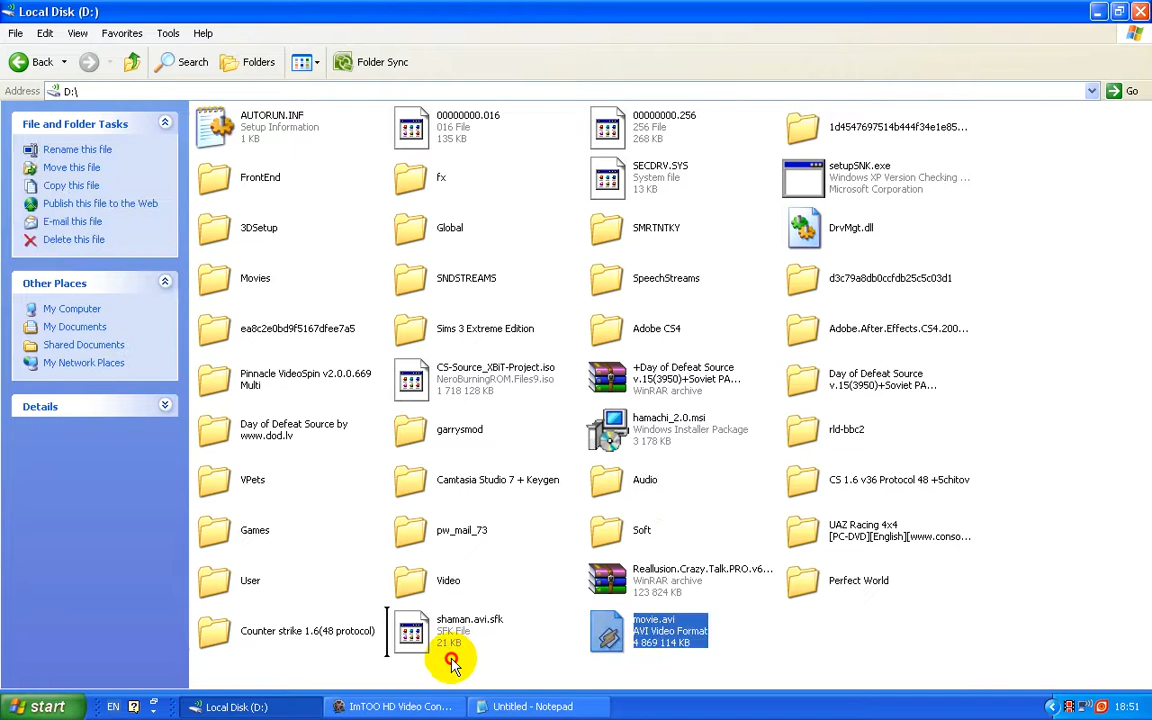 Local Disk (D:)
File Edit View Favorites Tools Help
Back Search Folders Folder Sync
Address D:\ Go
File and Folder Tasks
Rename this file
Move this file
Copy this file
Publish this file to the Web
E-mail this file
Delete this file
Other Places
My Computer
My Documents
Shared Documents
My Network Places
Details
AUTORUN.INF
Setup Information
1 KB
00000000.016
016 File
135 KB
00000000.256
256 File
268 KB
1d4547697514b444f34e1e85...
FrontEnd
fx
SECDRV.SYS
System file
13 KB
setupSNK.exe
Windows XP Version Checking ...
Microsoft Corporation
3DSetup
Global
SMRTNTKY
DrvMgt.dll
Movies
SNDSTREAMS
SpeechStreams
d3c79a8db0ccfdb25c5c03d1
ea8c2e0bd9f5167dfee7a5
Sims 3 Extreme Edition
Adobe CS4
Adobe.After.Effects.CS4.200...
Pinnacle VideoSpin v2.0.0.669
Multi
CS-Source_XBiT-Project.iso
NeroBurningROM.Files9.iso
1 718 128 KB
+Day of Defeat Source
v.15(3950)+Soviet PA...
WinRAR archive
Day of Defeat Source
v.15(3950)+Soviet PA...
Day of Defeat Source by
www.dod.lv
garrysmod
hamachi_2.0.msi
Windows Installer Package
3 178 KB
rld-bbc2
VPets
Camtasia Studio 7 + Keygen
Audio
CS 1.6 v36 Protocol 48 +5chitov
Games
pw_mail_73
Soft
UAZ Racing 4x4
[PC-DVD][English][www.conso...
User
Video
Reallusion.Crazy.Talk.PRO.v6...
WinRAR archive
123 824 KB
Perfect World
Counter strike 1.6(48 protocol)
shaman.avi.sfk
SFK File
21 KB
movie.avi
AVI Video Format
4 869 114 KB
start EN Local Disk (D:) ImTOO HD Video Con... Untitled - Notepad 18:51